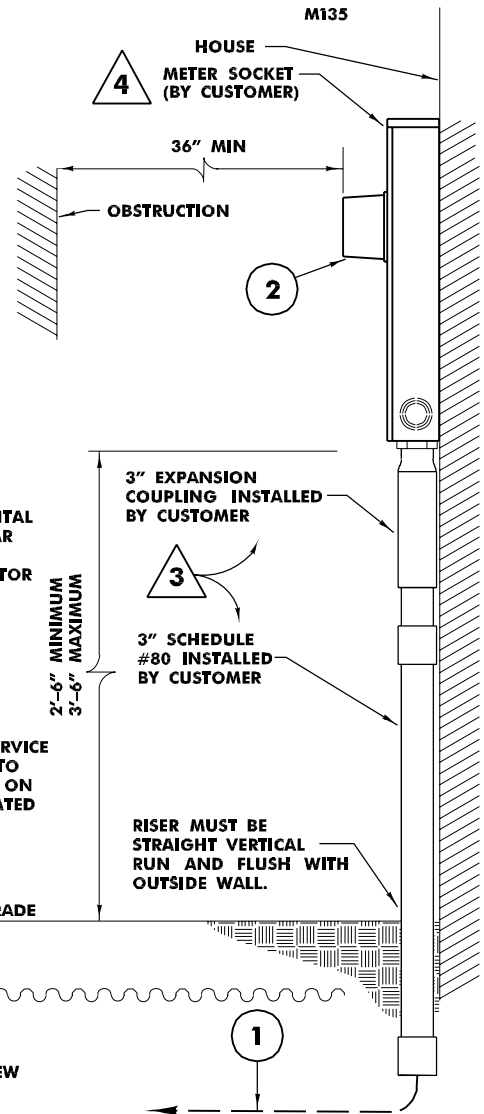 M135
HOUSE
4
METER SOCKET
(BY CUSTOMER)
36" MIN
OBSTRUCTION
2
3" EXPANSION
COUPLING INSTALLED
BY CUSTOMER
3
2'-6" MINIMUM
3'-6" MAXIMUM
3" SCHEDULE
#80 INSTALLED
BY CUSTOMER
TO
ON
RISER MUST BE
STRAIGHT VERTICAL
RUN AND FLUSH WITH
OUTSIDE WALL.
1